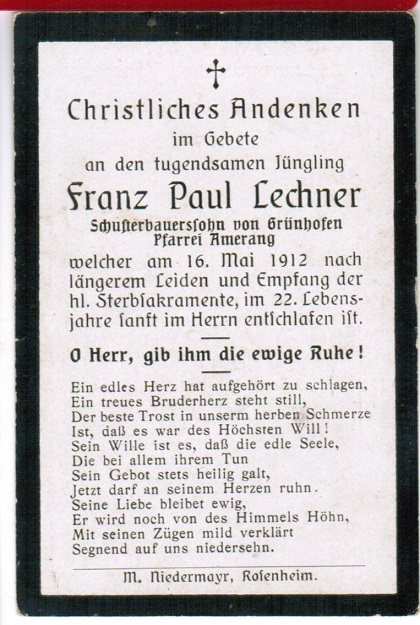 Christliches Andenken
im Gebete
an den tugendsamen Jüngling
Franz Paul Lechner
Schusterbauerssohn von Grünhofen
Pfarrei Amerang
welcher am 16. Mai 1912 nach
längerem Leiden und Empfang der
hl. Sterbsakramente, im 22. Lebens-
jahre sanft im Herrn entschlafen ist.
O Herr, gib ihm die ewige Ruhe!
Ein edles Herz hat aufgehört zu schlagen,
Ein treues Bruderherz steht still,
Der beste Trost in unserm herben Schmerze
Ist, daß es war des Höchsten Will!
Sein Wille ist es, daß die edle Seele,
Die bei allem ihrem Tun
Sein Gebot stets heilig galt,
Jetzt darf an seinem Herzen ruhn.
Seine Liebe bleibet ewig,
Er wird noch von des Himmels Höhn,
Mit seinen Zügen mild verklärt
Segnend auf uns niedersehn.
M. Niedermayr, Rosenheim.